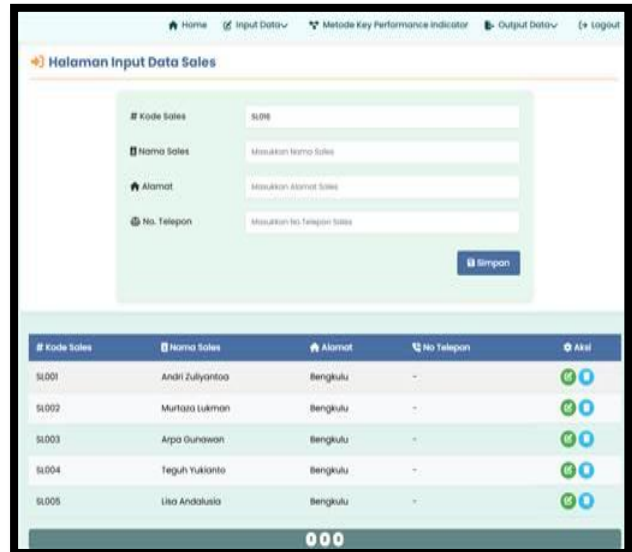 Home Input Data Metode Key Performance Indicator Output Data Logout
Halaman Input Data Sales
# Kode Sales SL016
Nama Sales Masukkan Nama Sales
Alamat Masukkan Alamat Sales
No. Telepon Masukkan No Telepon Sales
Simpan
# Kode Sales Nama Sales Alamat No Telepon Aksi
SL001 Andri Zuliyantoa Bengkulu -
SL002 Murtaza Lukman Bengkulu -
SL003 Arpa Gunawan Bengkulu -
SL004 Teguh Yukianto Bengkulu -
SL005 Lisa Andalusia Bengkulu -